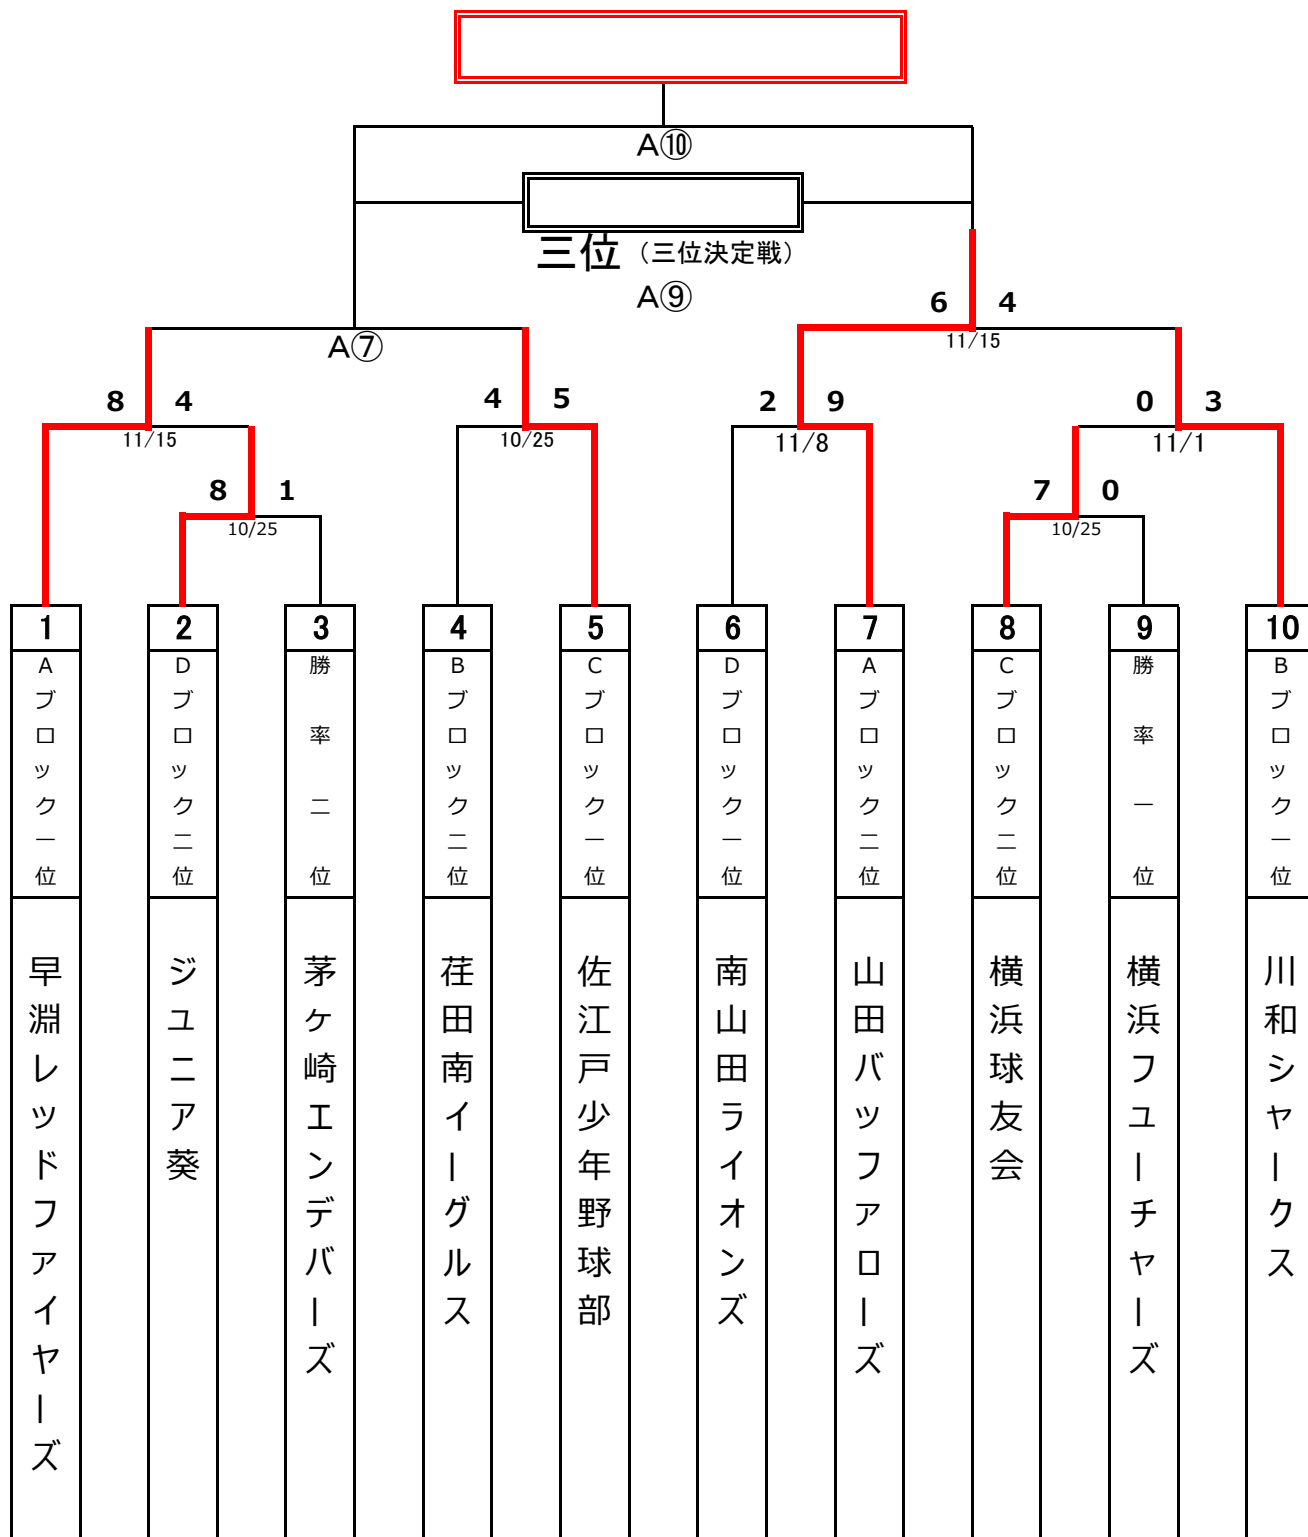 A⑩
三位（三位決定戦）
A⑨
6 4
11/15
A⑦
8 4
11/15
4 5
10/25
2 9
11/8
0 3
11/1
8 1
10/25
7 0
10/25
1
Aブロック一位
早淵レッドファイヤーズ
2
Dブロック二位
ジュニア葵
3
勝率二位
茅ケ崎エンデバーズ
4
Bブロック二位
荏田南イーグルス
5
Cブロック一位
佐江戸少年野球部
6
Dブロック一位
南山田ライオンズ
7
Aブロック二位
山田バッファローズ
8
Cブロック二位
横浜球友会
9
勝率一位
横浜フューチャーズ
10
Bブロック一位
川和シャークス